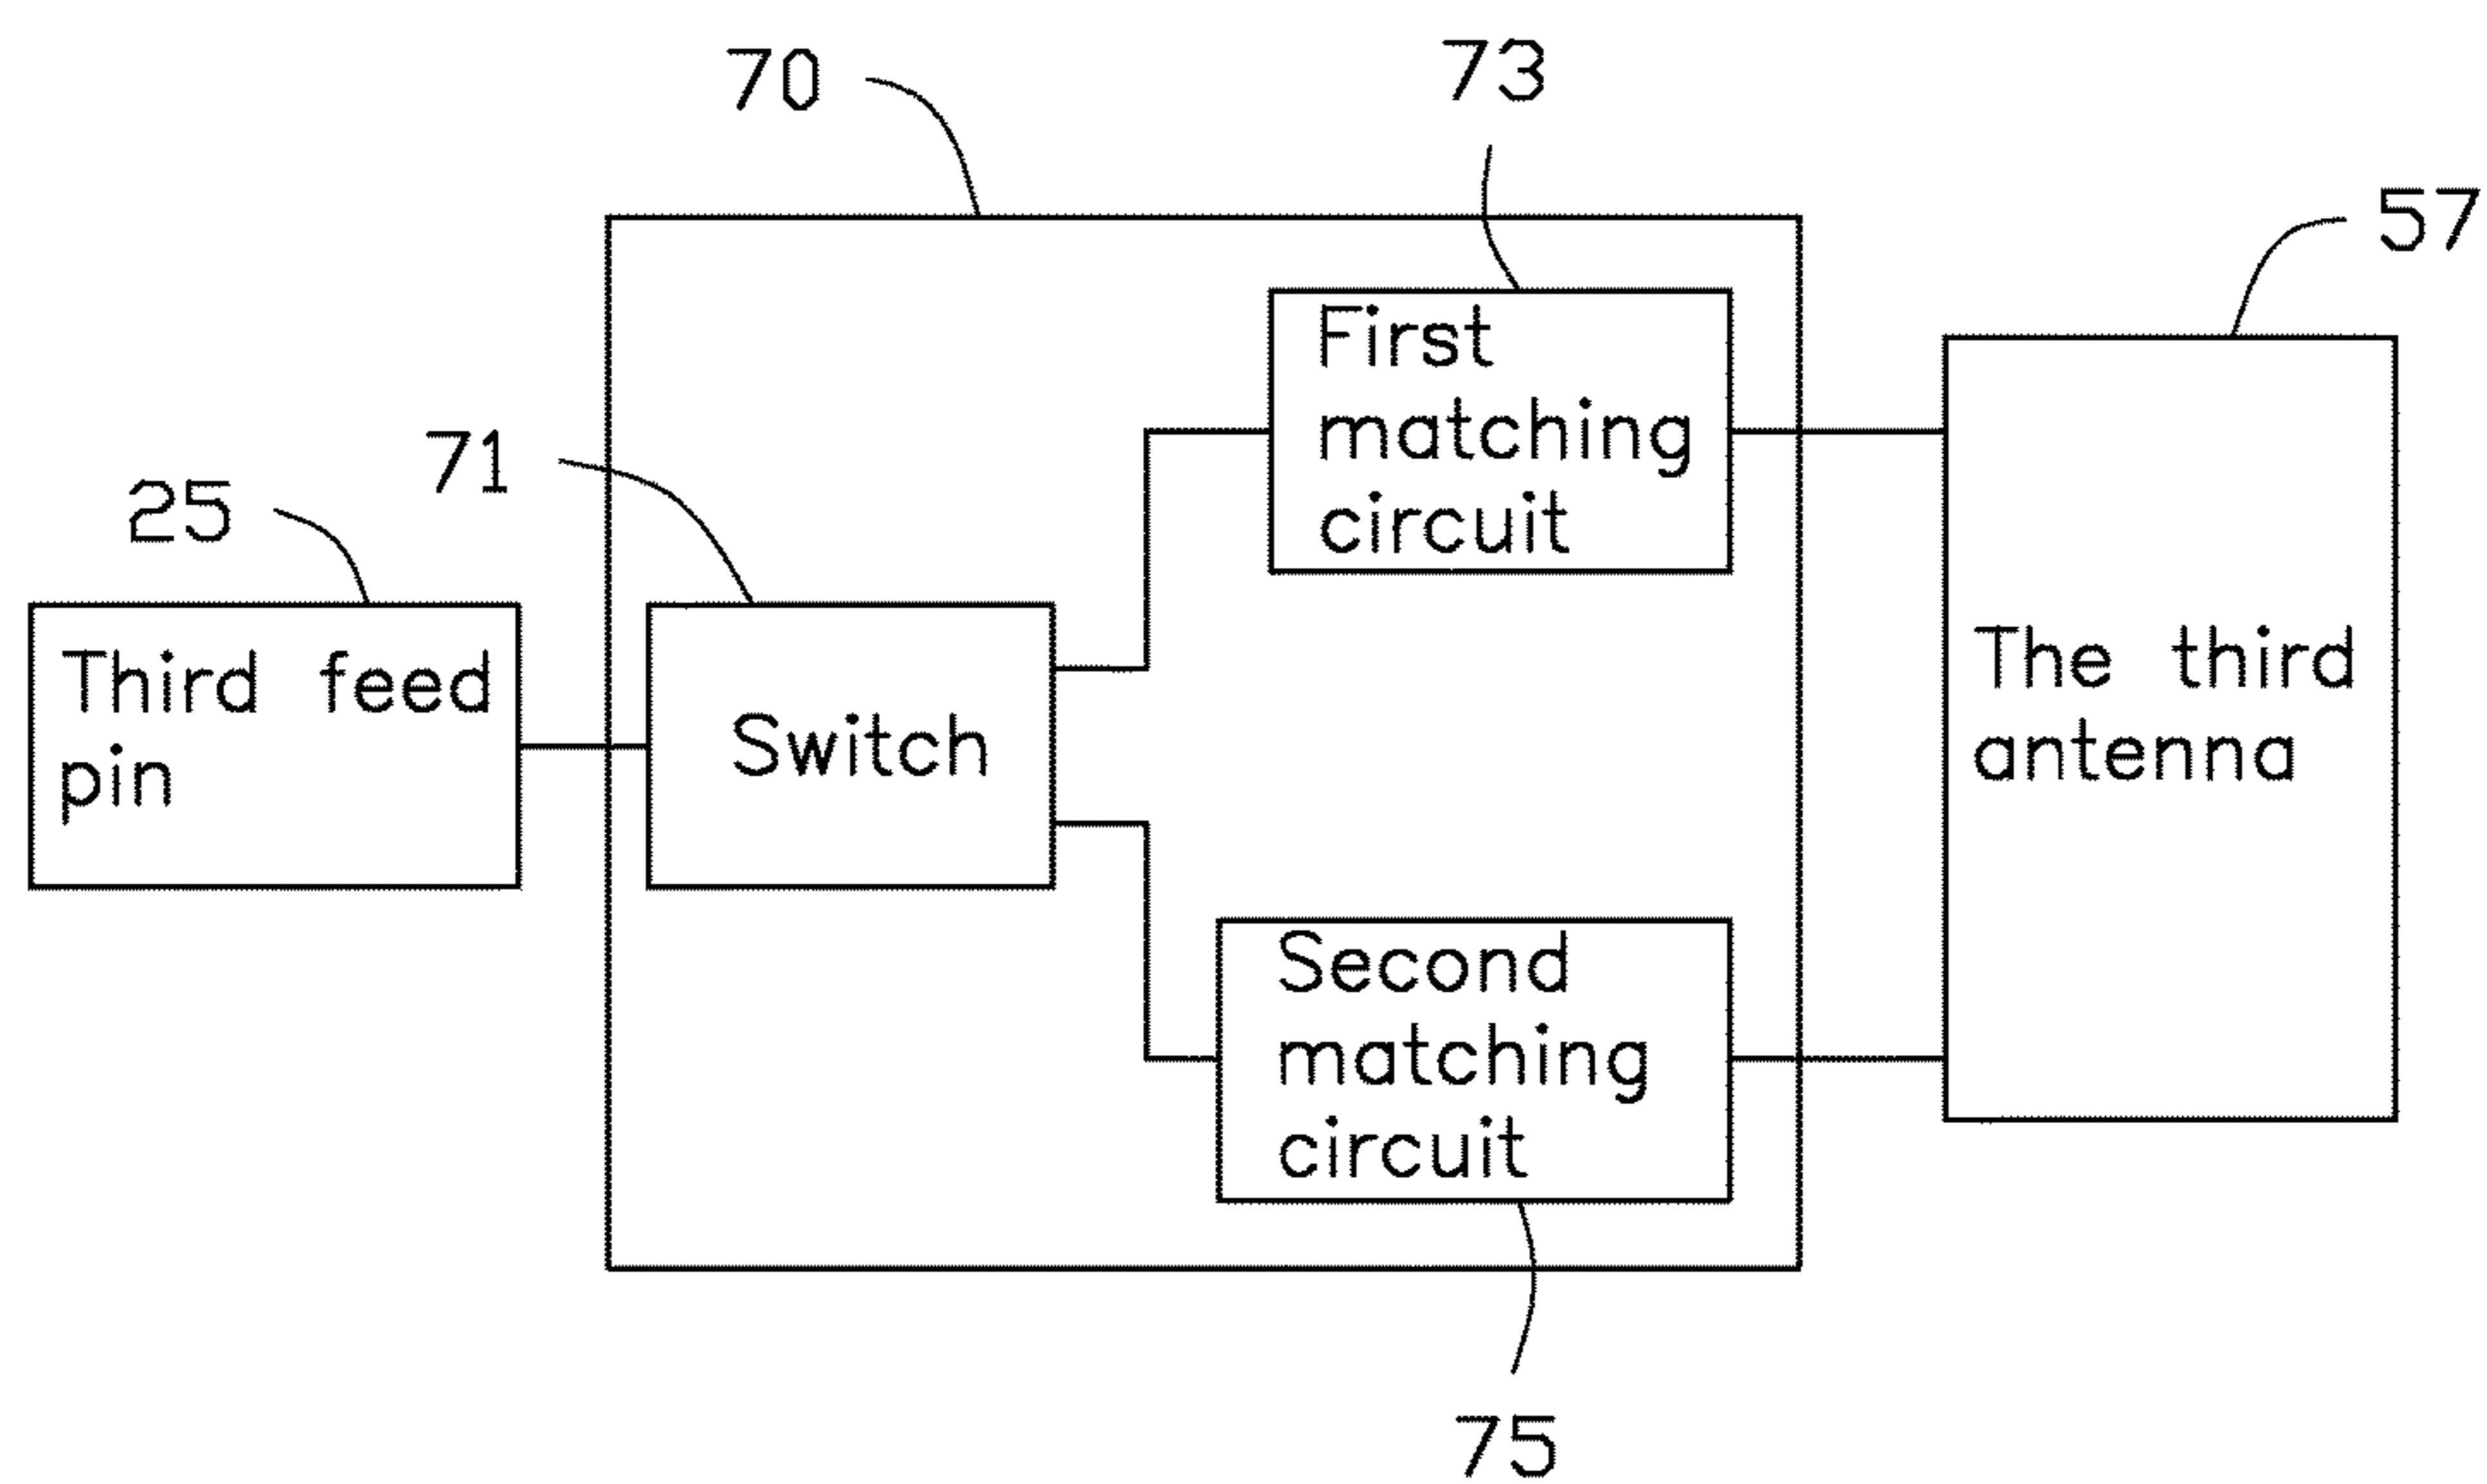 70
73
57
71
25
First
matching
circuit
Third feed
pin
Switch
The third
antenna
Second
matching
circuit
75